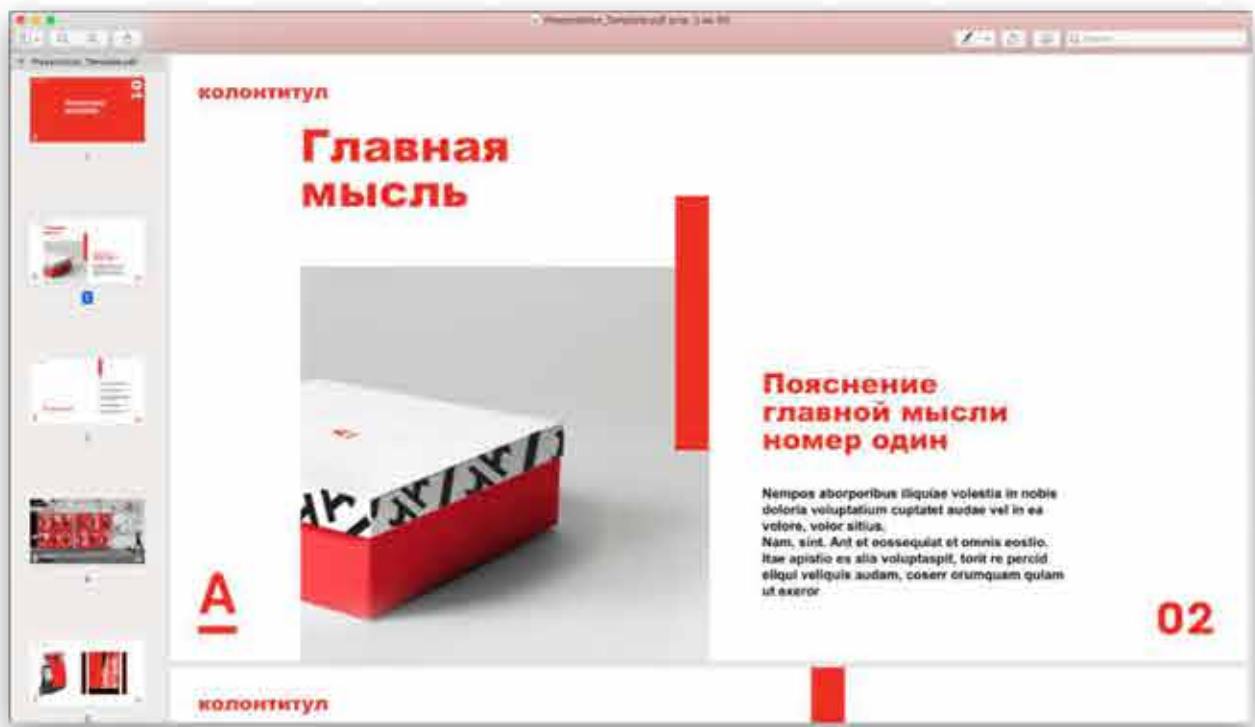 колонтитул
Главная
мысль
Пояснение
главной мысли
номер один
Nempos aborporibus iliquiae volestia in nobis
doloria voluptatium cuptatet audae vel in ea
volore, volor sitius.
Nam, sint. Ant et eossequiat et omnis eostio.
Itae apistio es alia voluptaspit, torit re percid
eliqui veliquis audam, coserr orumquam quiam
ut exeror
A
02
колонтитул